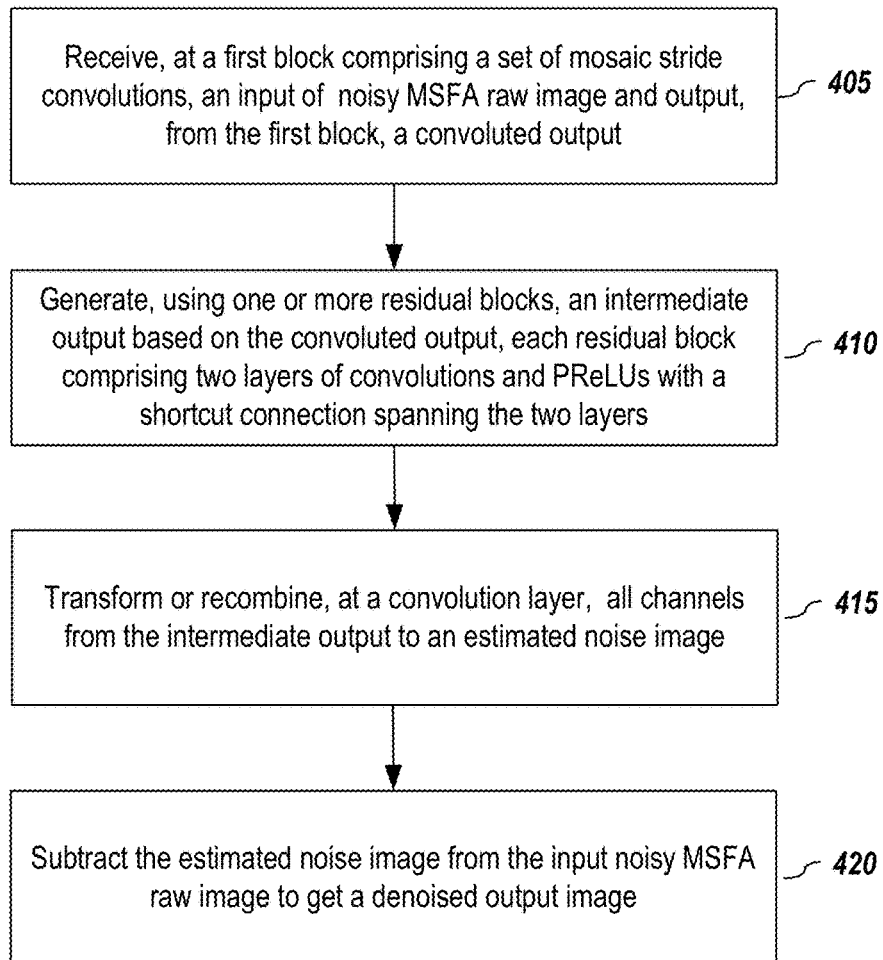 Receive, at a first block comprising a set of mosaic stride
convolutions, an input of noisy MSFA raw image and output,
from the first block, a convoluted output
405
Generate, using one or more residual blocks, an intermediate
output based on the convoluted output, each residual block
comprising two layers of convolutions and PReLUs with a
shortcut connection spanning the two layers
410
Transform or recombine, at a convolution layer, all channels
from the intermediate output to an estimated noise image
415
Subtract the estimated noise image from the input noisy MSFA
raw image to get a denoised output image
420